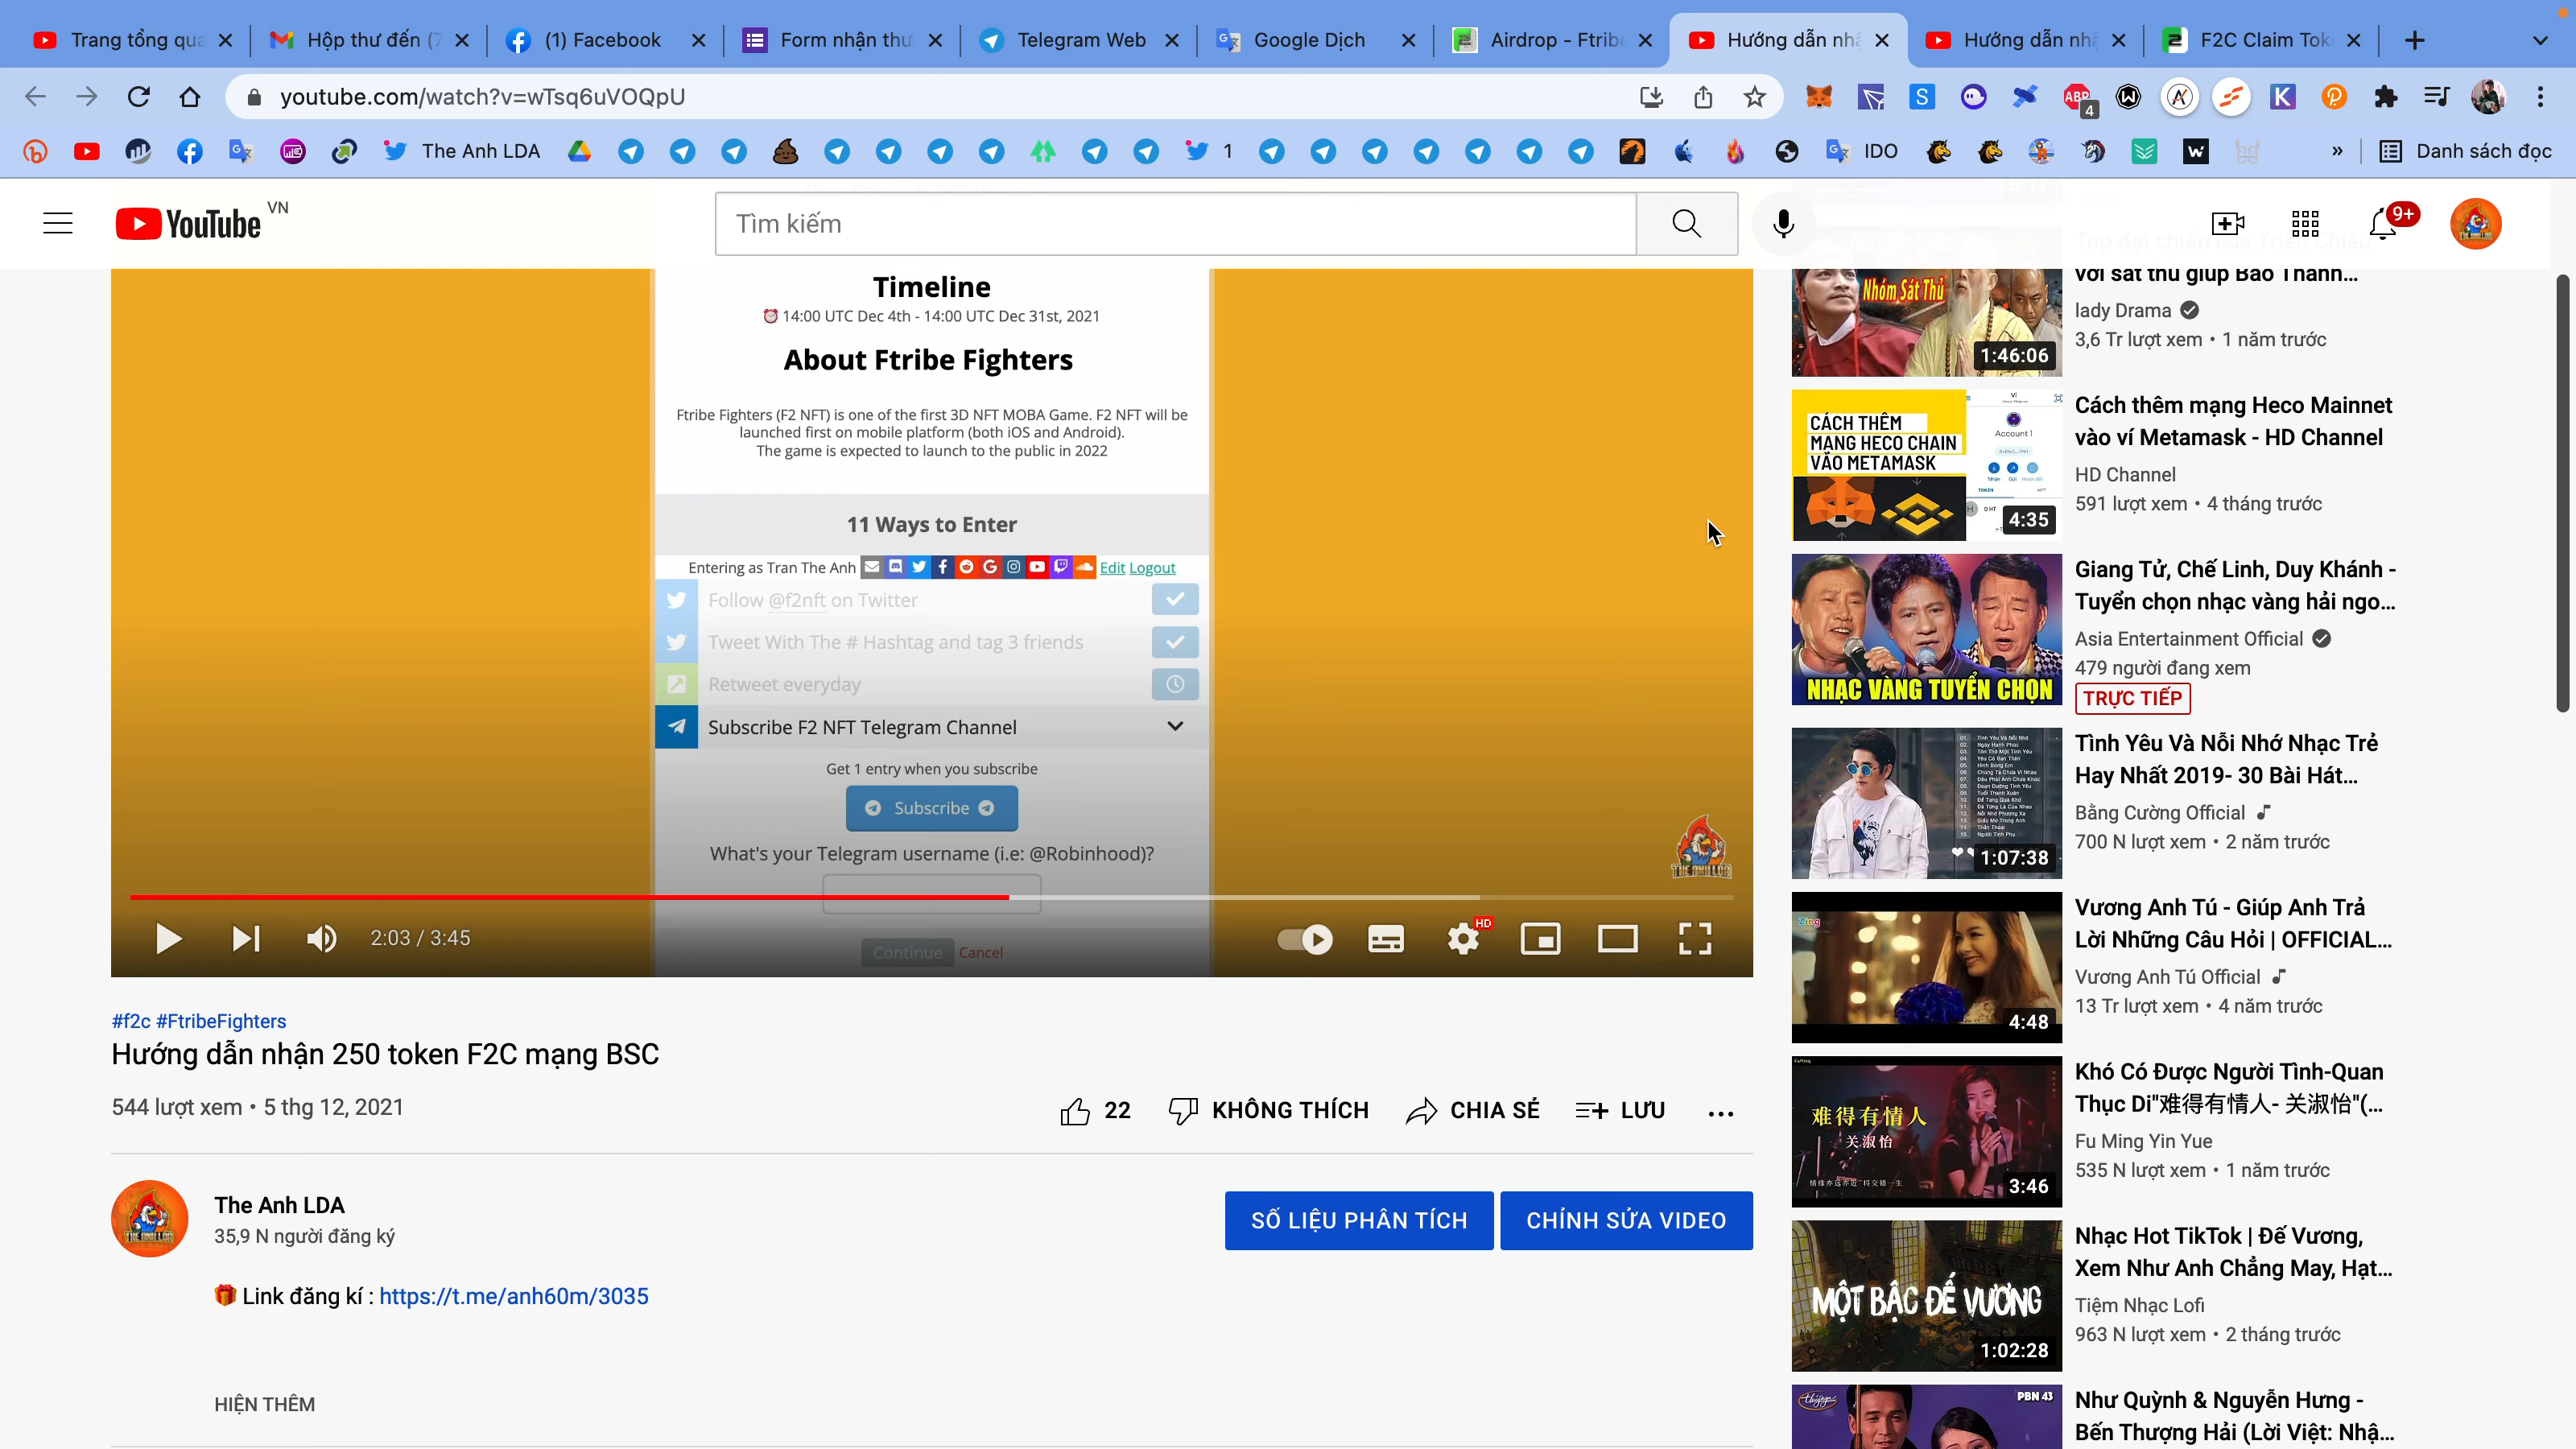 Trang tổng qua
Hộp thư đến (7
(1) Facebook
Form nhận thư
Telegram Web
Google Dịch
Airdrop - Ftribe
Hướng dẫn nhậ
Hướng dẫn nhậ
F2C Claim Tok
youtube.com/watch?v=wTsq6uVOQpU
4
The Anh LDA
1
IDO
Danh sách đọc
YouTube VN
Tìm kiếm
9+
Timeline
14:00 UTC Dec 4th - 14:00 UTC Dec 31st, 2021
About Ftribe Fighters
Ftribe Fighters (F2 NFT) is one of the first 3D NFT MOBA Game. F2 NFT will be
launched first on mobile platform (both iOS and Android).
The game is expected to launch to the public in 2022
11 Ways to Enter
Entering as Tran The Anh Edit Logout
Follow @f2nft on Twitter
Tweet With The # Hashtag and tag 3 friends
Retweet everyday
Subscribe F2 NFT Telegram Channel
Get 1 entry when you subscribe
Subscribe
What's your Telegram username (i.e: @Robinhood)?
Continue Cancel
THE ANH LDA
2:03 / 3:45
HD
#f2c #FtribeFighters
Hướng dẫn nhận 250 token F2C mạng BSC
544 lượt xem • 5 thg 12, 2021
22
KHÔNG THÍCH
CHIA SẺ
LƯU
The Anh LDA
35,9 N người đăng ký
SỐ LIỆU PHÂN TÍCH
CHỈNH SỬA VIDEO
Link đăng kí : https://t.me/anh60m/3035
HIỆN THÊM
Nhóm Sát Thủ
1:46:06
với sát thủ giúp Bao Thanh...
lady Drama
3,6 Tr lượt xem • 1 năm trước
CÁCH THÊM
MẠNG HECO CHAIN
VÀO METAMASK
Account 1
4:35
Cách thêm mạng Heco Mainnet
vào ví Metamask - HD Channel
HD Channel
591 lượt xem • 4 tháng trước
NHẠC VÀNG TUYỂN CHỌN
Giang Tử, Chế Linh, Duy Khánh -
Tuyển chọn nhạc vàng hải ngo...
Asia Entertainment Official
479 người đang xem
TRỰC TIẾP
1:07:38
Tình Yêu Và Nỗi Nhớ Nhạc Trẻ
Hay Nhất 2019- 30 Bài Hát...
Bằng Cường Official
700 N lượt xem • 2 năm trước
Zing
4:48
Vương Anh Tú - Giúp Anh Trả
Lời Những Câu Hỏi | OFFICIAL...
Vương Anh Tú Official
13 Tr lượt xem • 4 năm trước
难得有情人
关淑怡
3:46
Khó Có Được Người Tình-Quan
Thục Di"难得有情人- 关淑怡"(...
Fu Ming Yin Yue
535 N lượt xem • 1 năm trước
MỘT BẬC ĐẾ VƯƠNG
1:02:28
Nhạc Hot TikTok | Đế Vương,
Xem Như Anh Chẳng May, Hạt...
Tiệm Nhạc Lofi
963 N lượt xem • 2 tháng trước
PBN 43
Như Quỳnh & Nguyễn Hưng -
Bến Thượng Hải (Lời Việt: Nhậ...